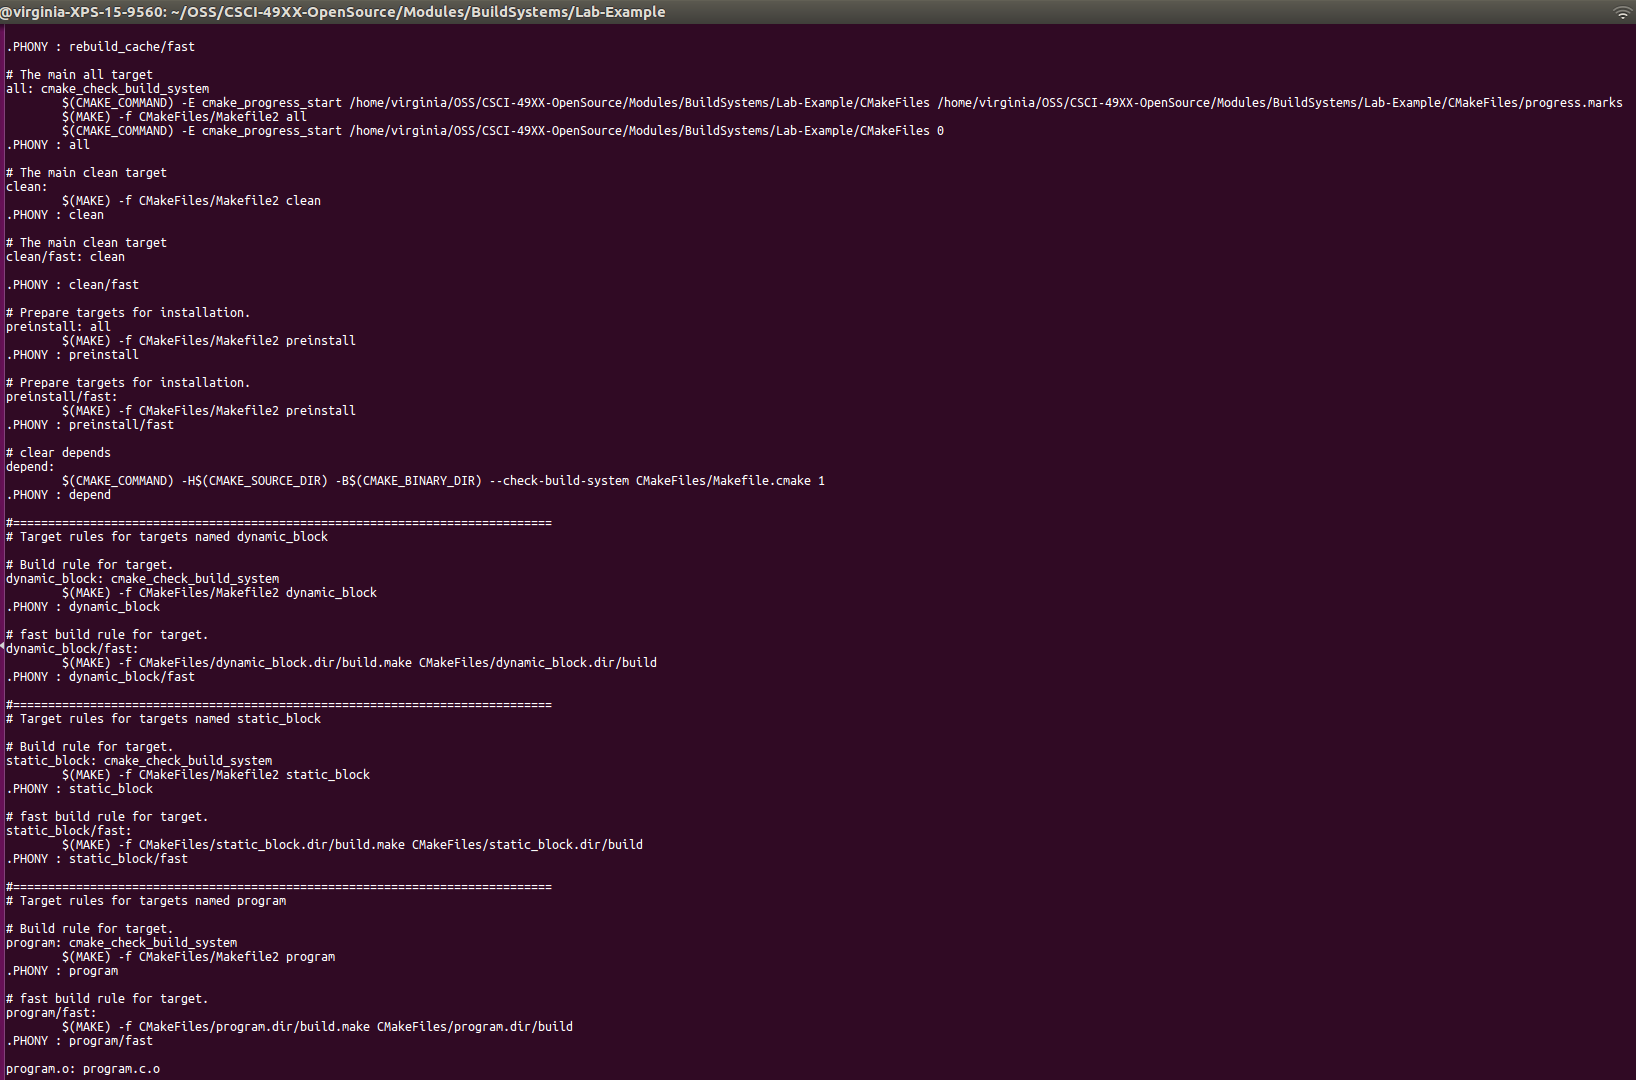 @virginia-XPS-15-9560: ~/OSS/CSCI-49XX-OpenSource/Modules/BuildSystems/Lab-Example
.PHONY : rebuild_cache/fast
# The main all target
all: cmake_check_build_system
$(CMAKE_COMMAND) -E cmake_progress_start /home/virginia/OSS/CSCI-49XX-OpenSource/Modules/BuildSystems/Lab-Example/CMakeFiles /home/virginia/OSS/CSCI-49XX-OpenSource/Modules/BuildSystems/Lab-Example/CMakeFiles/progress.marks
$(MAKE) -f CMakeFiles/Makefile2 all
$(CMAKE_COMMAND) -E cmake_progress_start /home/virginia/OSS/CSCI-49XX-OpenSource/Modules/BuildSystems/Lab-Example/CMakeFiles 0
.PHONY : all
# The main clean target
clean:
$(MAKE) -f CMakeFiles/Makefile2 clean
.PHONY : clean
# The main clean target
clean/fast: clean
.PHONY : clean/fast
# Prepare targets for installation.
preinstall: all
$(MAKE) -f CMakeFiles/Makefile2 preinstall
.PHONY : preinstall
# Prepare targets for installation.
preinstall/fast:
$(MAKE) -f CMakeFiles/Makefile2 preinstall
.PHONY : preinstall/fast
# clear depends
depend:
$(CMAKE_COMMAND) -H$(CMAKE_SOURCE_DIR) -B$(CMAKE_BINARY_DIR) --check-build-system CMakeFiles/Makefile.cmake 1
.PHONY : depend
#=============================================================================
# Target rules for targets named dynamic_block
# Build rule for target.
dynamic_block: cmake_check_build_system
$(MAKE) -f CMakeFiles/Makefile2 dynamic_block
.PHONY : dynamic_block
# fast build rule for target.
dynamic_block/fast:
$(MAKE) -f CMakeFiles/dynamic_block.dir/build.make CMakeFiles/dynamic_block.dir/build
.PHONY : dynamic_block/fast
#=============================================================================
# Target rules for targets named static_block
# Build rule for target.
static_block: cmake_check_build_system
$(MAKE) -f CMakeFiles/Makefile2 static_block
.PHONY : static_block
# fast build rule for target.
static_block/fast:
$(MAKE) -f CMakeFiles/static_block.dir/build.make CMakeFiles/static_block.dir/build
.PHONY : static_block/fast
#=============================================================================
# Target rules for targets named program
# Build rule for target.
program: cmake_check_build_system
$(MAKE) -f CMakeFiles/Makefile2 program
.PHONY : program
# fast build rule for target.
program/fast:
$(MAKE) -f CMakeFiles/program.dir/build.make CMakeFiles/program.dir/build
.PHONY : program/fast
program.o: program.c.o